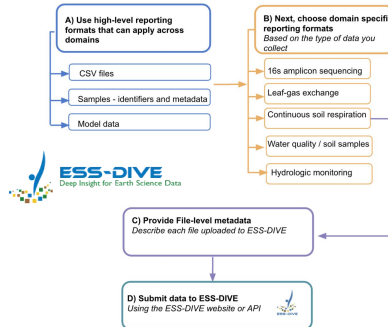 A) Use high-level reporting
formats that can apply across
domains
CSV files
Samples - identifiers and metadata
Model data
B) Next, choose domain specifi
reporting formats
Based on the type of data you
collect
16s amplicon sequencing
Leaf-gas exchange
Continuous soil respiration
Water quality / soil samples
Hydrologic monitoring
ESS-DIVE
Deep Insight for Earth Science Data
C) Provide File-level metadata
Describe each file uploaded to ESS-DIVE
D) Submit data to ESS-DIVE
Using the ESS-DIVE website or API
ESS-DIVE